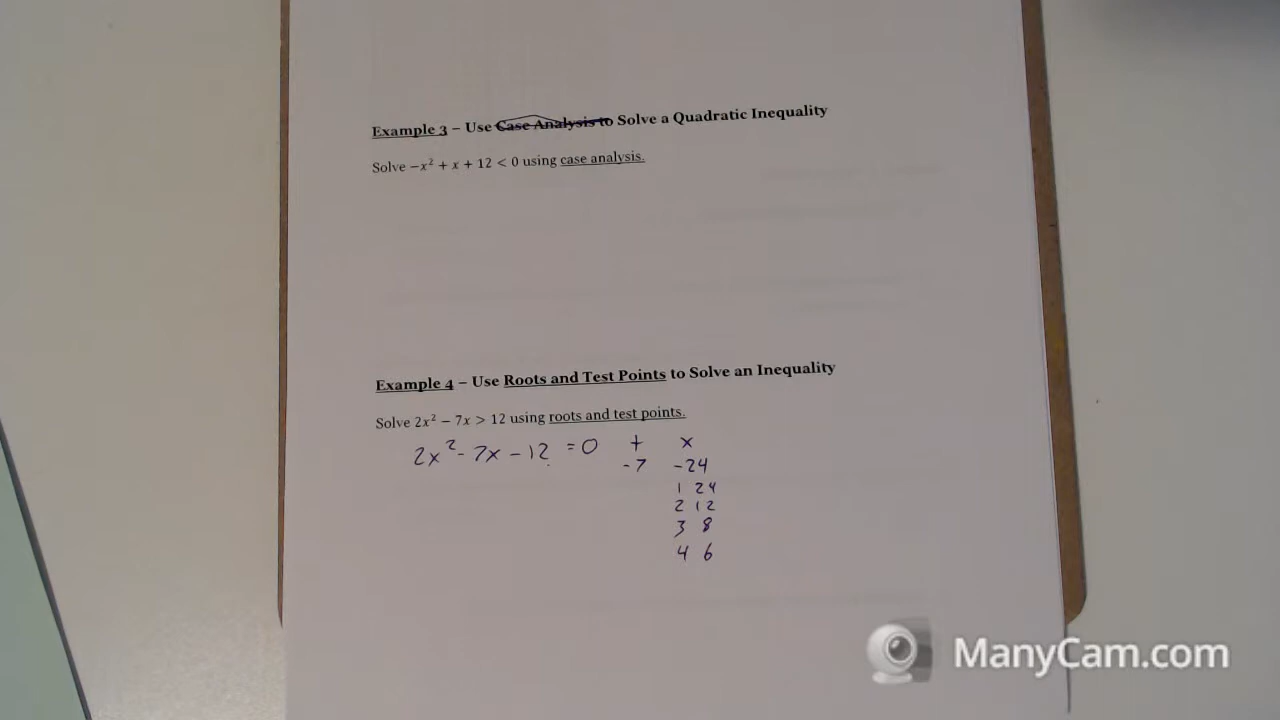 Example 3 – Use Case Analysis to Solve a Quadratic Inequality
Solve −x² + x + 12 < 0 using case analysis.
Example 4 – Use Roots and Test Points to Solve an Inequality
Solve 2x² − 7x > 12 using roots and test points.
2x² - 7x - 12 = 0 + x
-7 -24
1 24
2 12
3 8
4 6
ManyCam.com